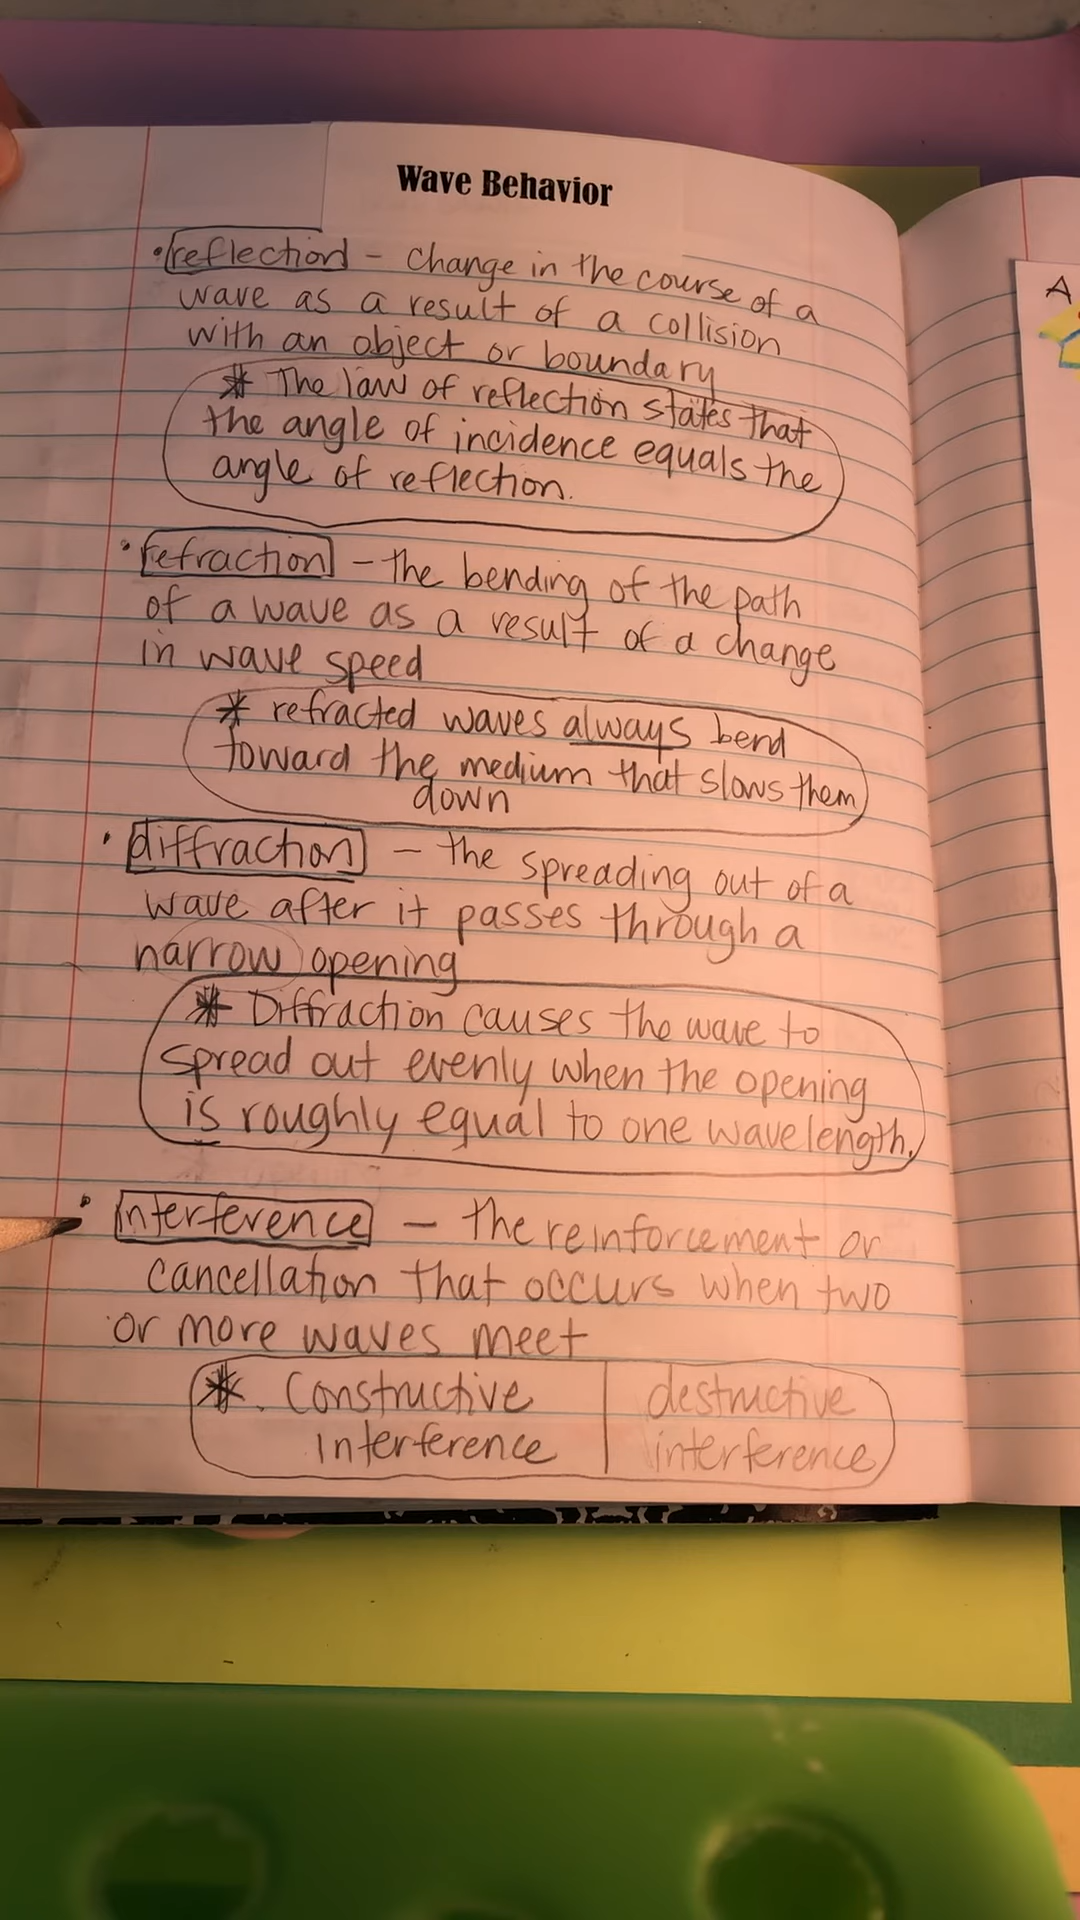 Wave Behavior
• reflection - change in the course of a
wave as a result of a collision
with an object or boundary
* The law of reflection states that
the angle of incidence equals the
angle of reflection.
• refraction - the bending of the path
of a wave as a result of a change
in wave speed
* refracted waves always bend
toward the medium that slows them
down
• diffraction - the spreading out of a
wave after it passes through a
narrow opening
* Diffraction causes the wave to
spread out evenly when the opening
is roughly equal to one wavelength.
• interference - the reinforcement or
cancellation that occurs when two
or more waves meet
* Constructive | destructive
interference | interference
A